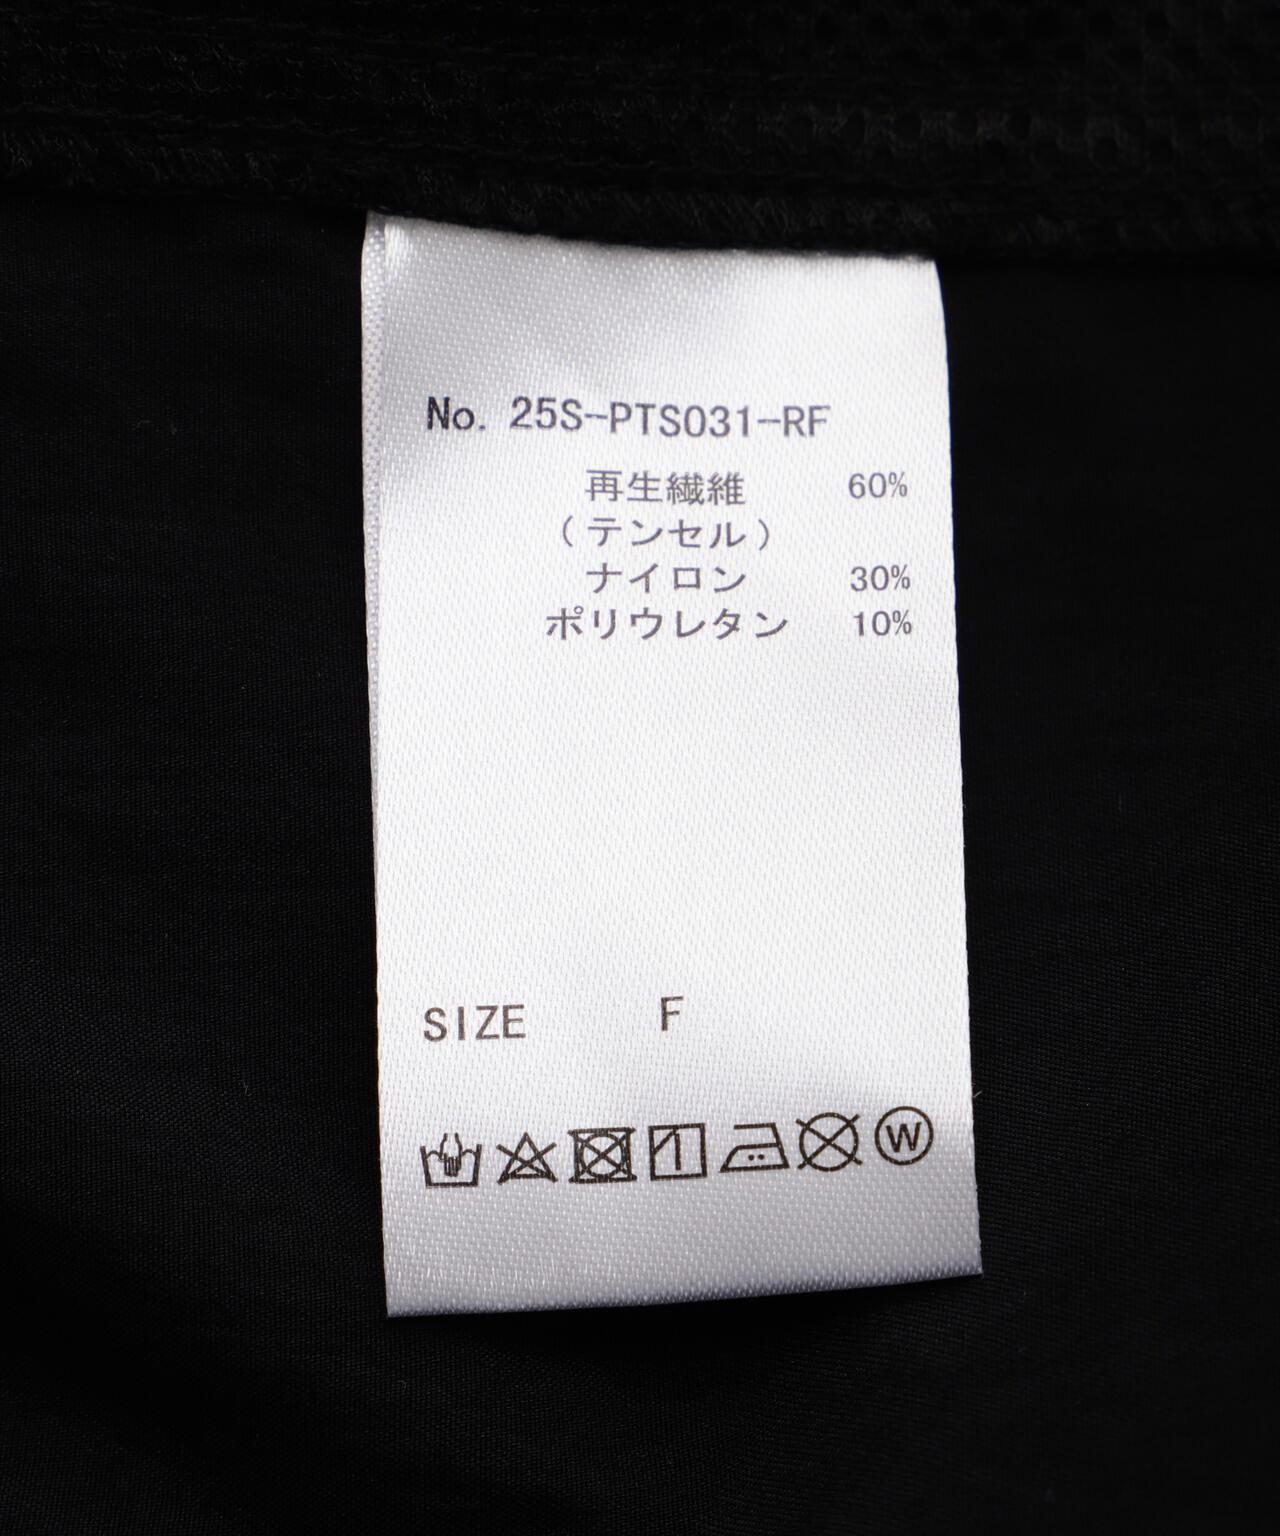 No. 25S-PTS031-RF
再生繊維 60%
(テンセル)
ナイロン 30%
ポリウレタン 10%
SIZE F
W